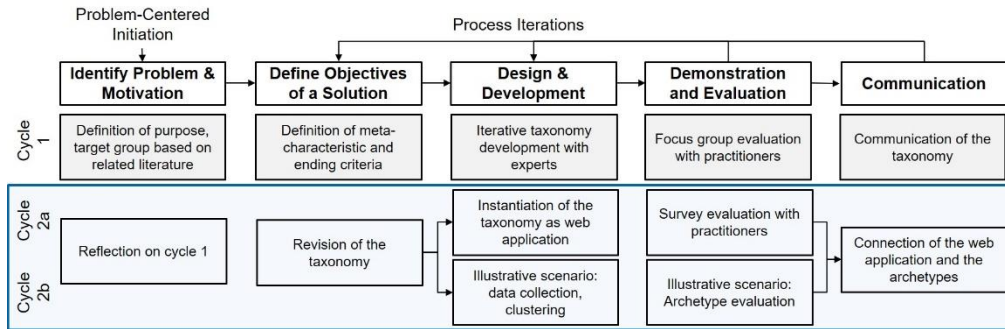 Problem-Centered
Initiation
Process Iterations
Identify Problem &
Motivation
Define Objectives
of a Solution
Design &
Development
Demonstration
and Evaluation
Communication
Cycle
1
Definition of purpose,
target group based on
related literature
Definition of meta-
characteristic and
ending criteria
Iterative taxonomy
development with
experts
Focus group evaluation
with practitioners
Communication of the
taxonomy
Cycle
2a
Cycle
2b
Reflection on cycle 1
Revision of the
taxonomy
Instantiation of the
taxonomy as web
application
Illustrative scenario:
data collection,
clustering
Survey evaluation with
practitioners
Illustrative scenario:
Archetype evaluation
Connection of the web
application and the
archetypes